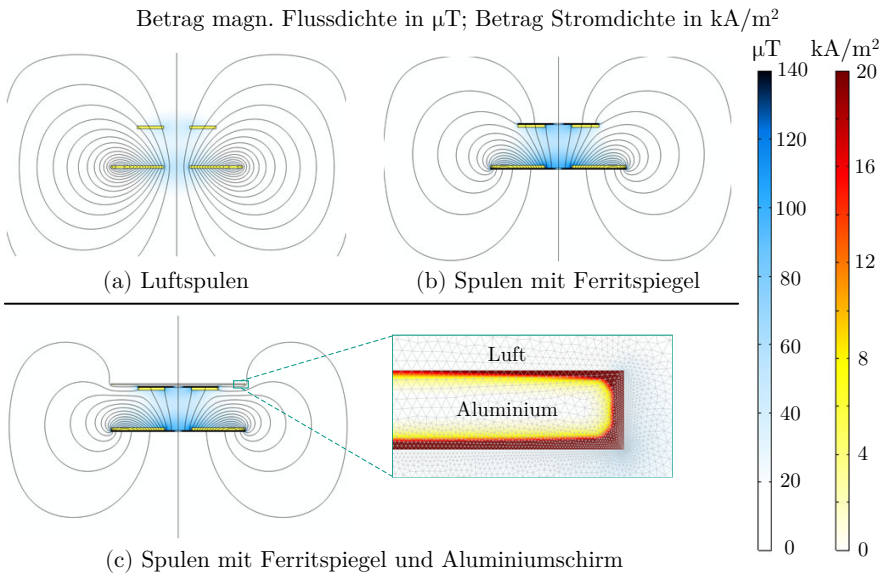 Betrag magn. Flussdichte in μT; Betrag Stromdichte in kA/m²
μT kA/m²
140
120
100
80
60
40
20
0
20
16
12
8
4
0
(a) Luftspulen
(b) Spulen mit Ferritspiegel
Luft
Aluminium
(c) Spulen mit Ferritspiegel und Aluminiumschirm